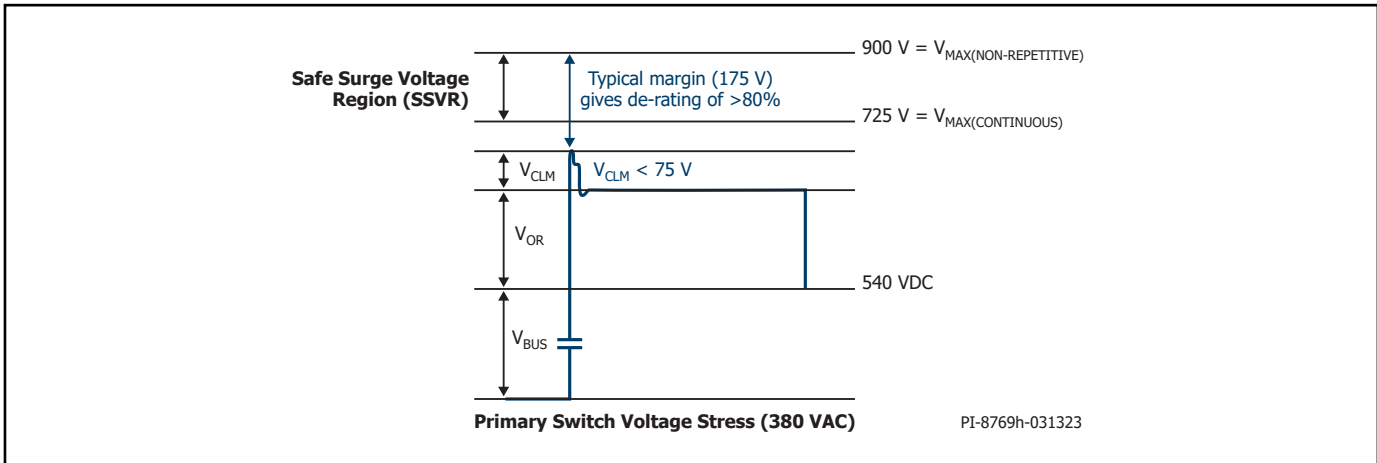 900 V = VMAX(NON-REPETITIVE)
Safe Surge Voltage
Region (SSVR)
Typical margin (175 V)
gives de-rating of >80%
725 V = VMAX(CONTINUOUS)
VCLM
VCLM < 75 V
VOR
540 VDC
VBUS
Primary Switch Voltage Stress (380 VAC)
PI-8769h-031323